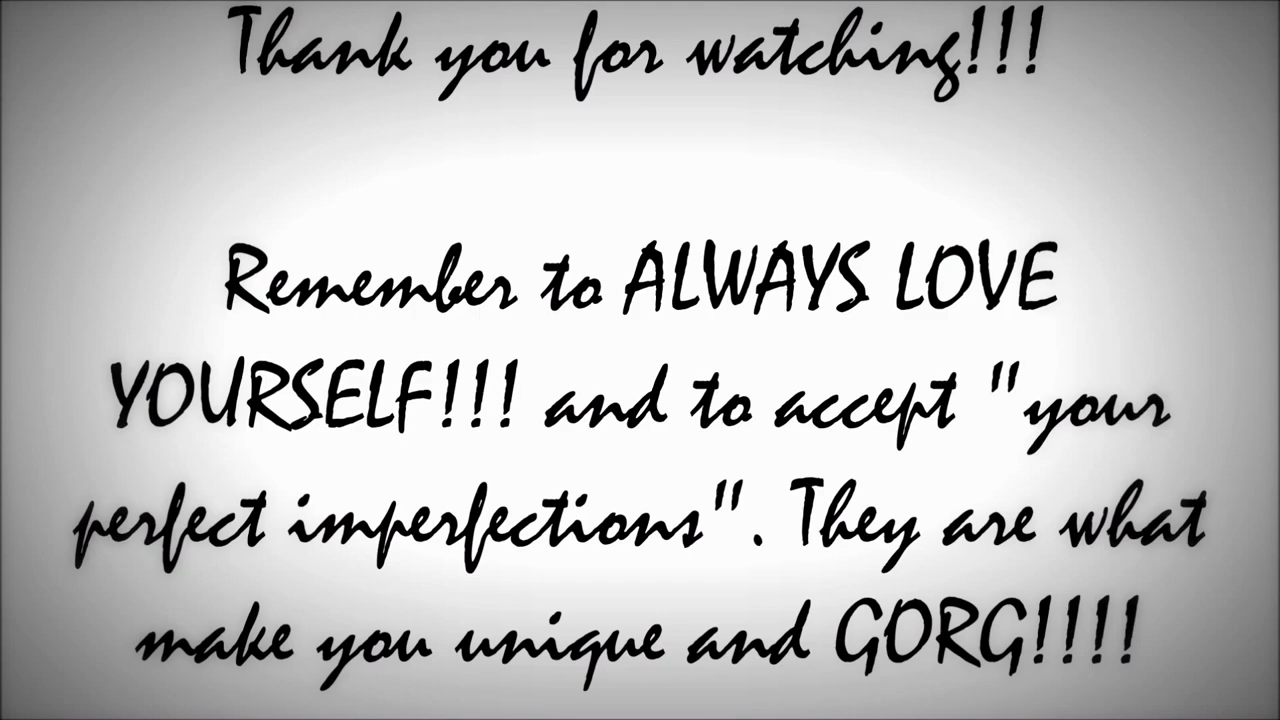 Thank you for watching!!!
Remember to ALWAYS LOVE
YOURSELF!!! and to accept "your
perfect imperfections". They are what
make you unique and GORG!!!!